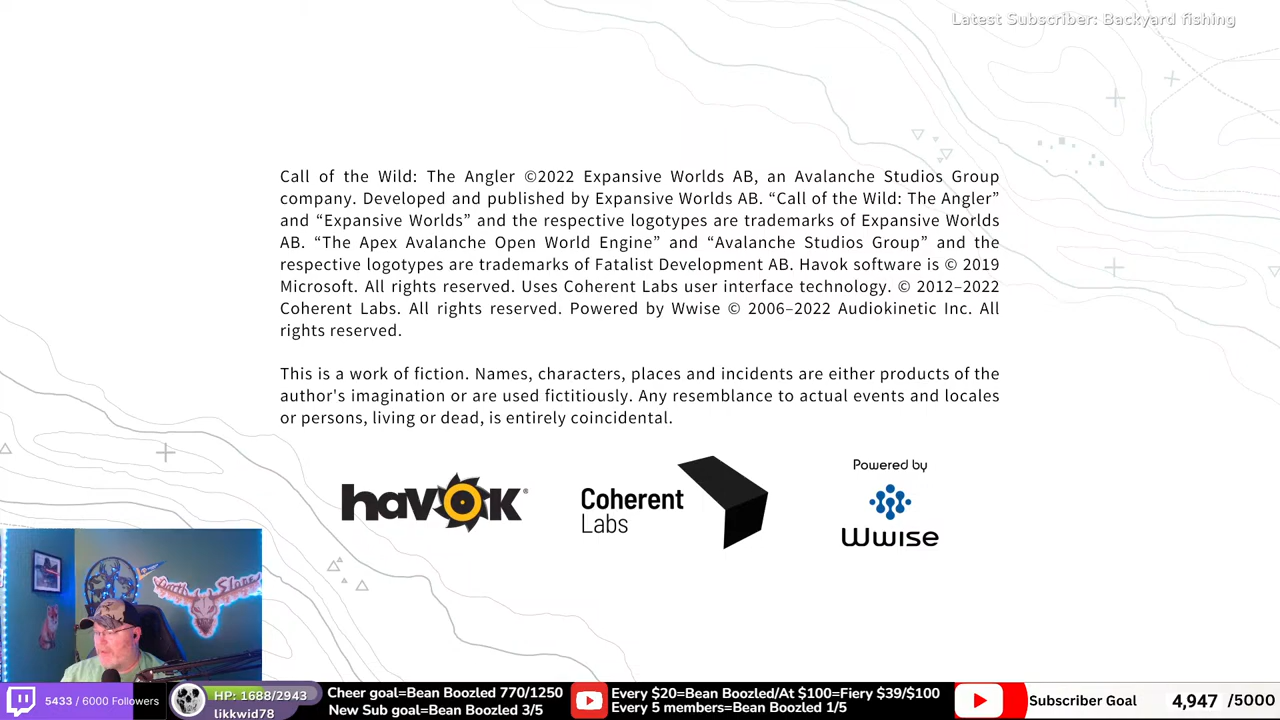 Latest Subscriber: Backyard fishing
Call of the Wild: The Angler ©2022 Expansive Worlds AB, an Avalanche Studios Group
company. Developed and published by Expansive Worlds AB. “Call of the Wild: The Angler”
and “Expansive Worlds” and the respective logotypes are trademarks of Expansive Worlds
AB. “The Apex Avalanche Open World Engine” and “Avalanche Studios Group” and the
respective logotypes are trademarks of Fatalist Development AB. Havok software is © 2019
Microsoft. All rights reserved. Uses Coherent Labs user interface technology. © 2012–2022
Coherent Labs. All rights reserved. Powered by Wwise © 2006–2022 Audiokinetic Inc. All
rights reserved.
This is a work of fiction. Names, characters, places and incidents are either products of the
author's imagination or are used fictitiously. Any resemblance to actual events and locales
or persons, living or dead, is entirely coincidental.
havok®
Coherent
Labs
Powered by
Wwise
5433 / 6000 Followers
HP: 1688/2943
likkwid78
Cheer goal=Bean Boozled 770/1250
New Sub goal=Bean Boozled 3/5
Every $20=Bean Boozled/At $100=Fiery $39/$100
Every 5 members=Bean Boozled 1/5
Subscriber Goal
4,947 /5000